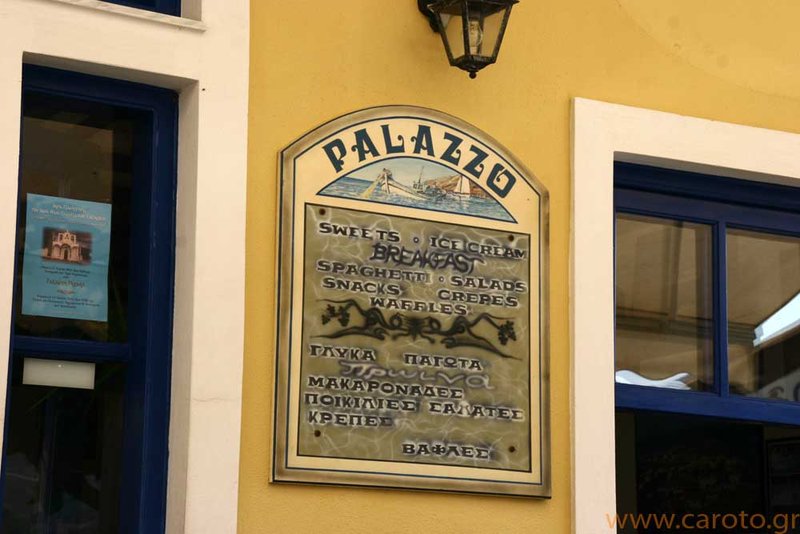 PALAZZO
SWEETS · ICE CREAM
BREAKFAST
SPAGHETTI · SALADS
SNACKS CREPES
WAFFLES
ΓΛΥΚΑ ΠΑΓΩΤΑ
Πρωινά
ΜΑΚΑΡΟΝΑΔΕΣ
ΠΟΙΚΙΛΙΕΣ ΣΑΛΑΤΕΣ
ΚΡΕΠΕΣ
ΒΑΦΛΕΣ
www.caroto.gr